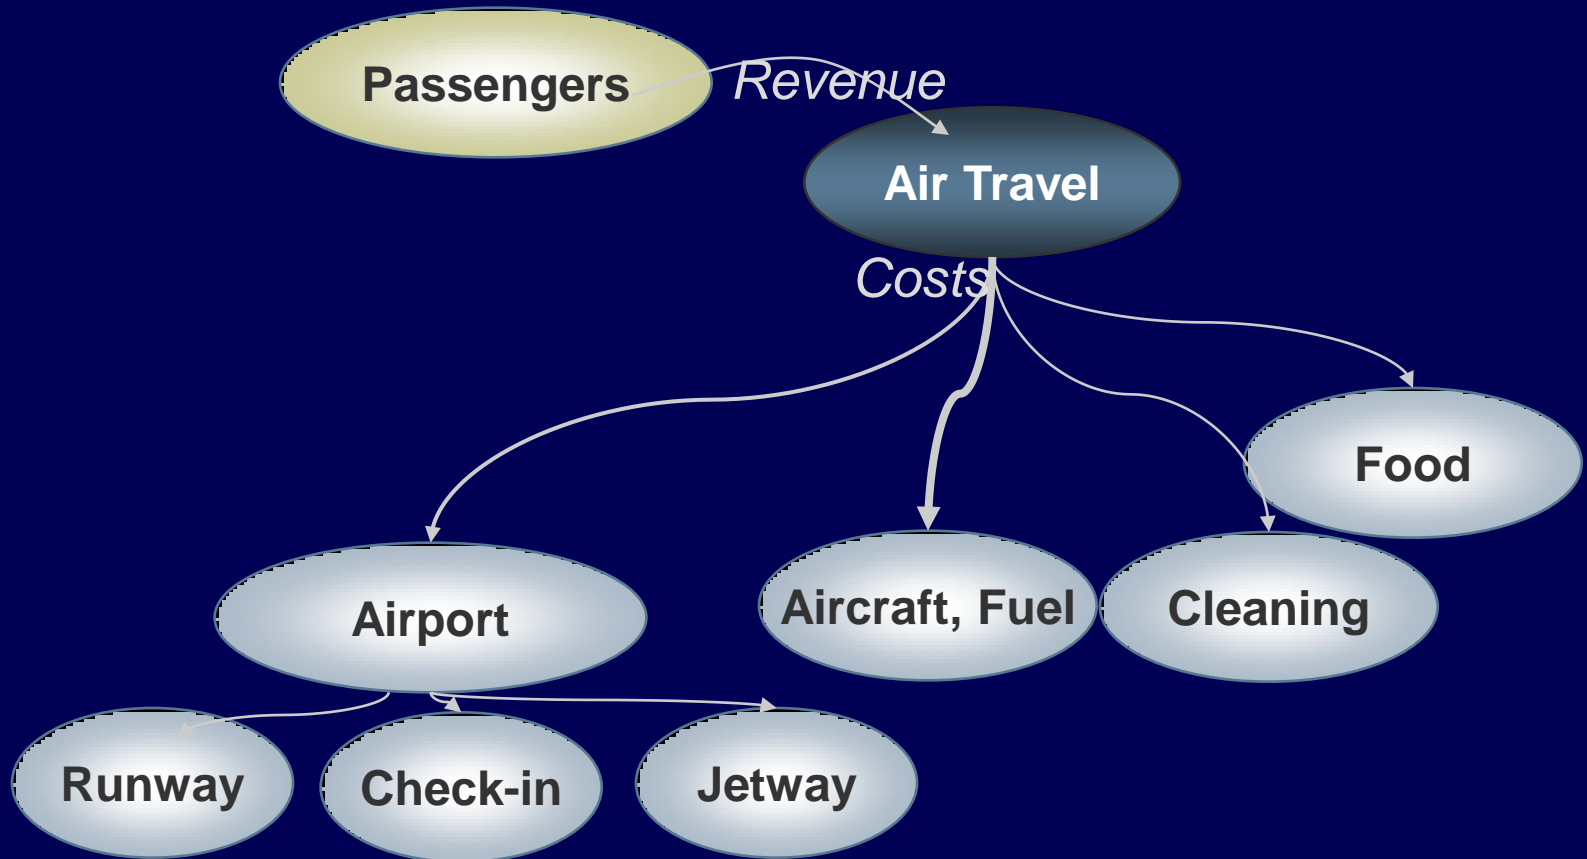 Passengers
Revenue
Air Travel
Costs
Food
Airport
Aircraft, Fuel
Cleaning
Runway
Check-in
Jetway